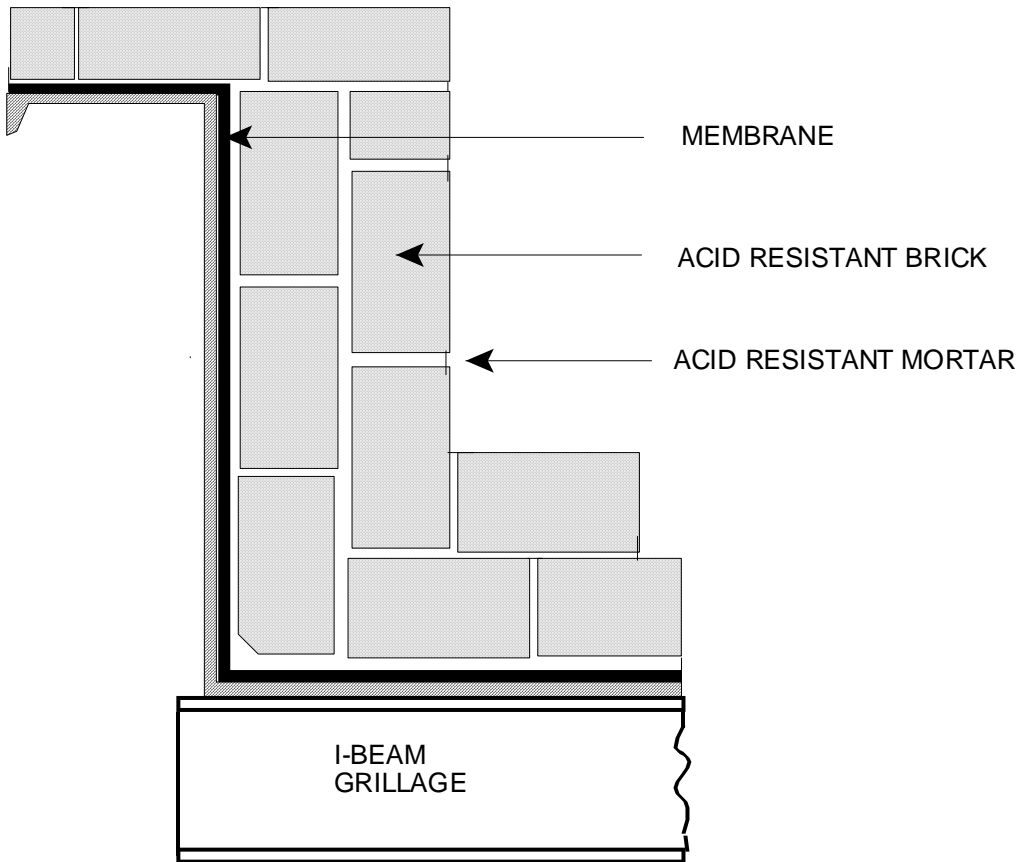 MEMBRANE
ACID RESISTANT BRICK
ACID RESISTANT MORTAR
I-BEAM
GRILLAGE